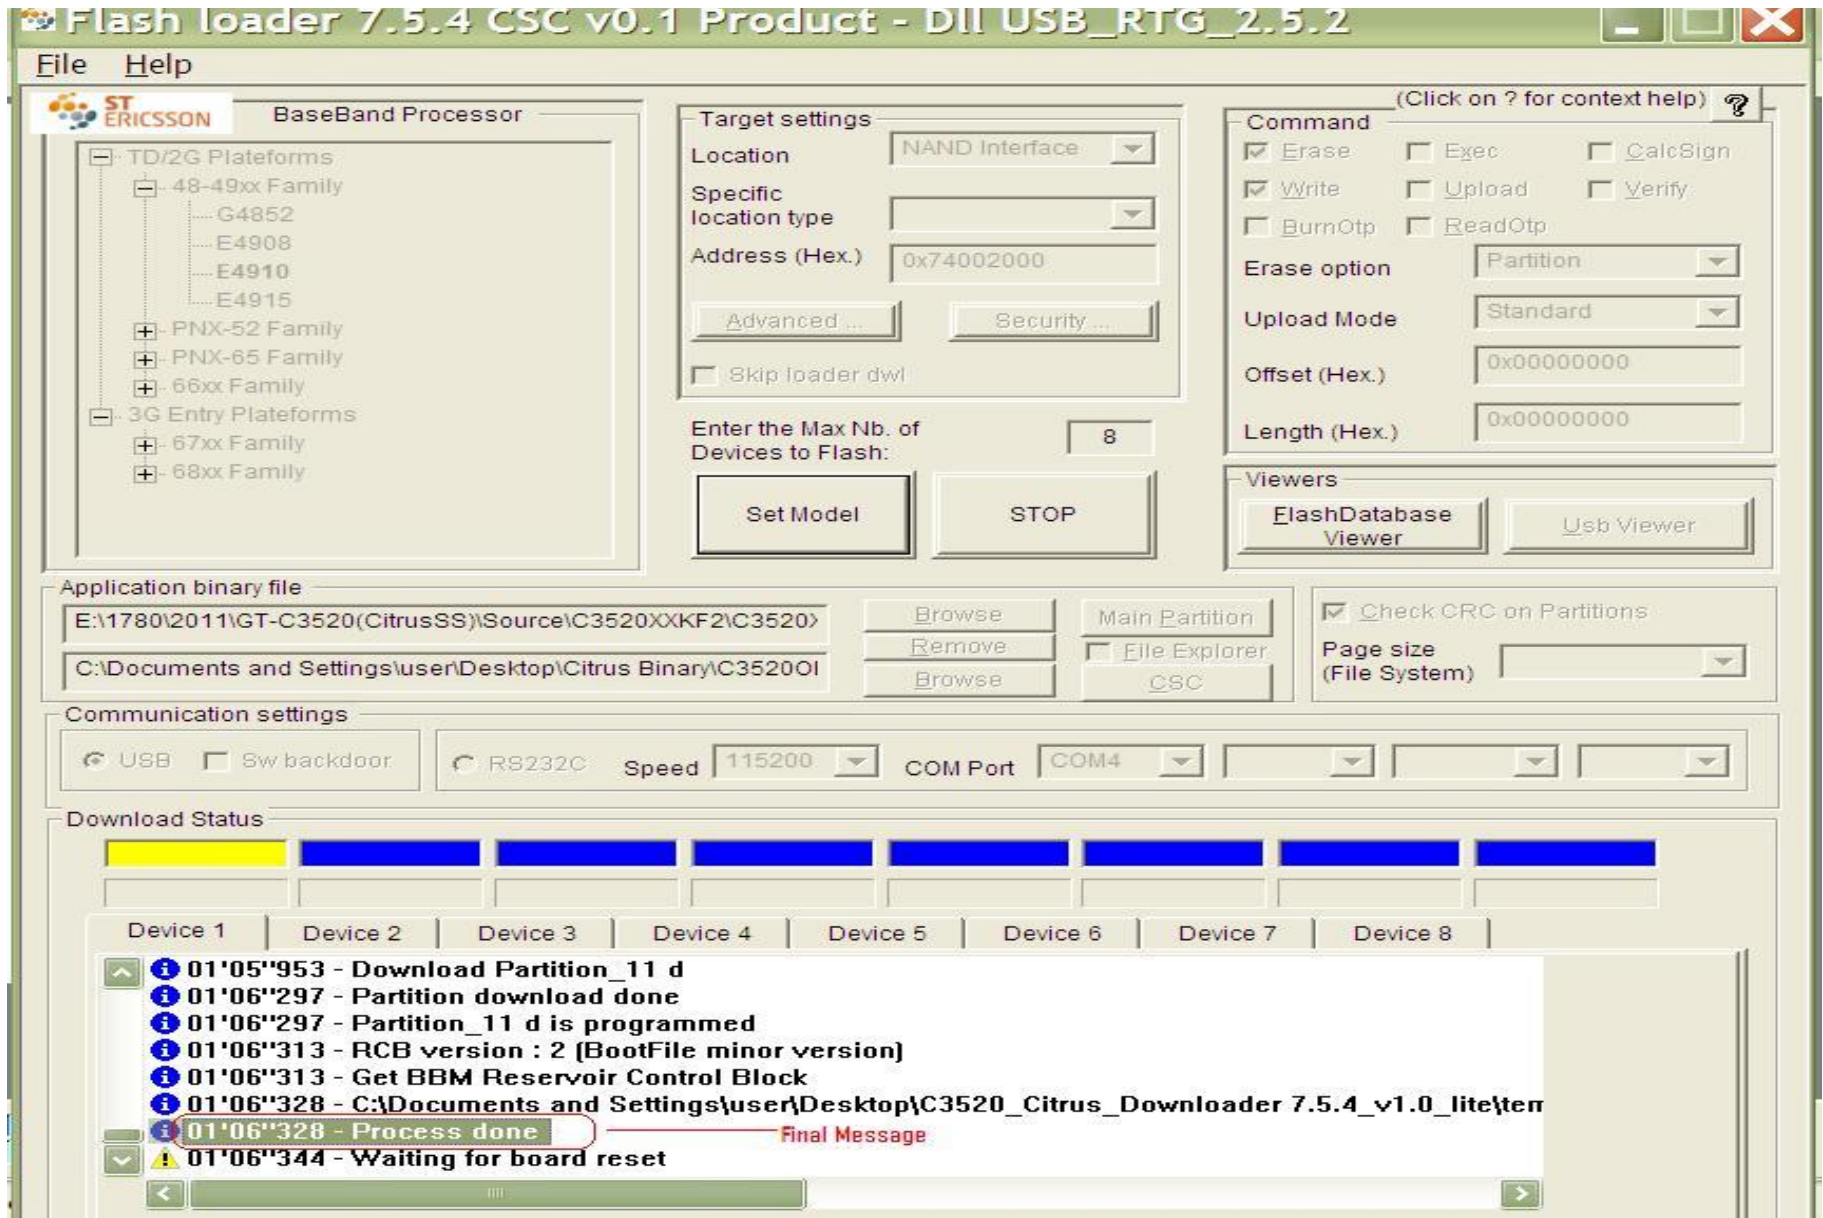 Flash loader 7.5.4 CSC v0.1 Product - Dll USB_RTG_2.5.2
File Help
ST ERICSSON
BaseBand Processor
TD/2G Plateforms
48-49xx Family
G4852
E4908
E4910
E4915
PNX-52 Family
PNX-65 Family
66xx Family
3G Entry Plateforms
67xx Family
68xx Family
Target settings
Location NAND Interface
Specific
location type
Address (Hex.) 0x74002000
Advanced ... Security ...
Skip loader dwl
Enter the Max Nb. of
Devices to Flash: 8
Set Model STOP
(Click on ? for context help) ?
Command
Erase Exec CalcSign
Write Upload Verify
BurnOtp ReadOtp
Erase option Partition
Upload Mode Standard
Offset (Hex.) 0x00000000
Length (Hex.) 0x00000000
Viewers
FlashDatabase
Viewer
Usb Viewer
Application binary file
E:\1780\2011\GT-C3520(CitrusSS)\Source\C3520XXKF2\C3520X
Browse Main Partition
Remove File Explorer
C:\Documents and Settings\user\Desktop\Citrus Binary\C3520OI
Browse CSC
Check CRC on Partitions
Page size
(File System)
Communication settings
USB Sw backdoor RS232C Speed 115200 COM Port COM4
Download Status
Device 1 Device 2 Device 3 Device 4 Device 5 Device 6 Device 7 Device 8
01'05"953 - Download Partition_11 d
01'06"297 - Partition download done
01'06"297 - Partition_11 d is programmed
01'06"313 - RCB version : 2 (BootFile minor version)
01'06"313 - Get BBM Reservoir Control Block
01'06"328 - C:\Documents and Settings\user\Desktop\C3520_Citrus_Downloader 7.5.4_v1.0_lite\tem
01'06"328 - Process done Final Message
01'06"344 - Waiting for board reset